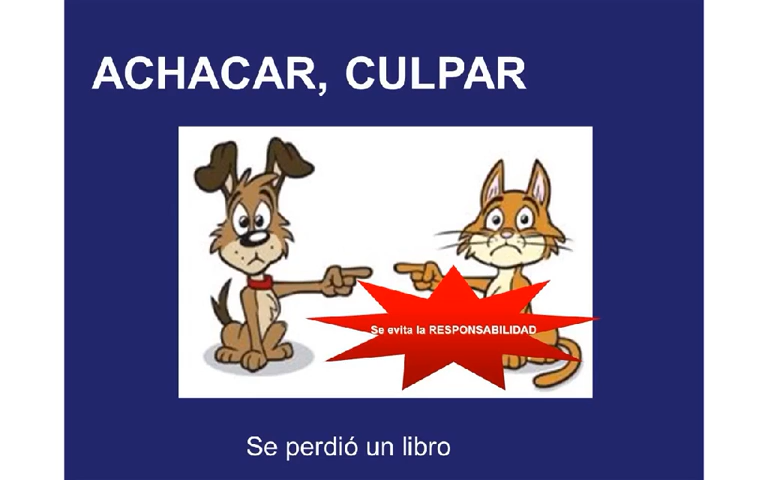 ACHACAR, CULPAR
Se evita la RESPONSABILIDAD
Se perdió un libro